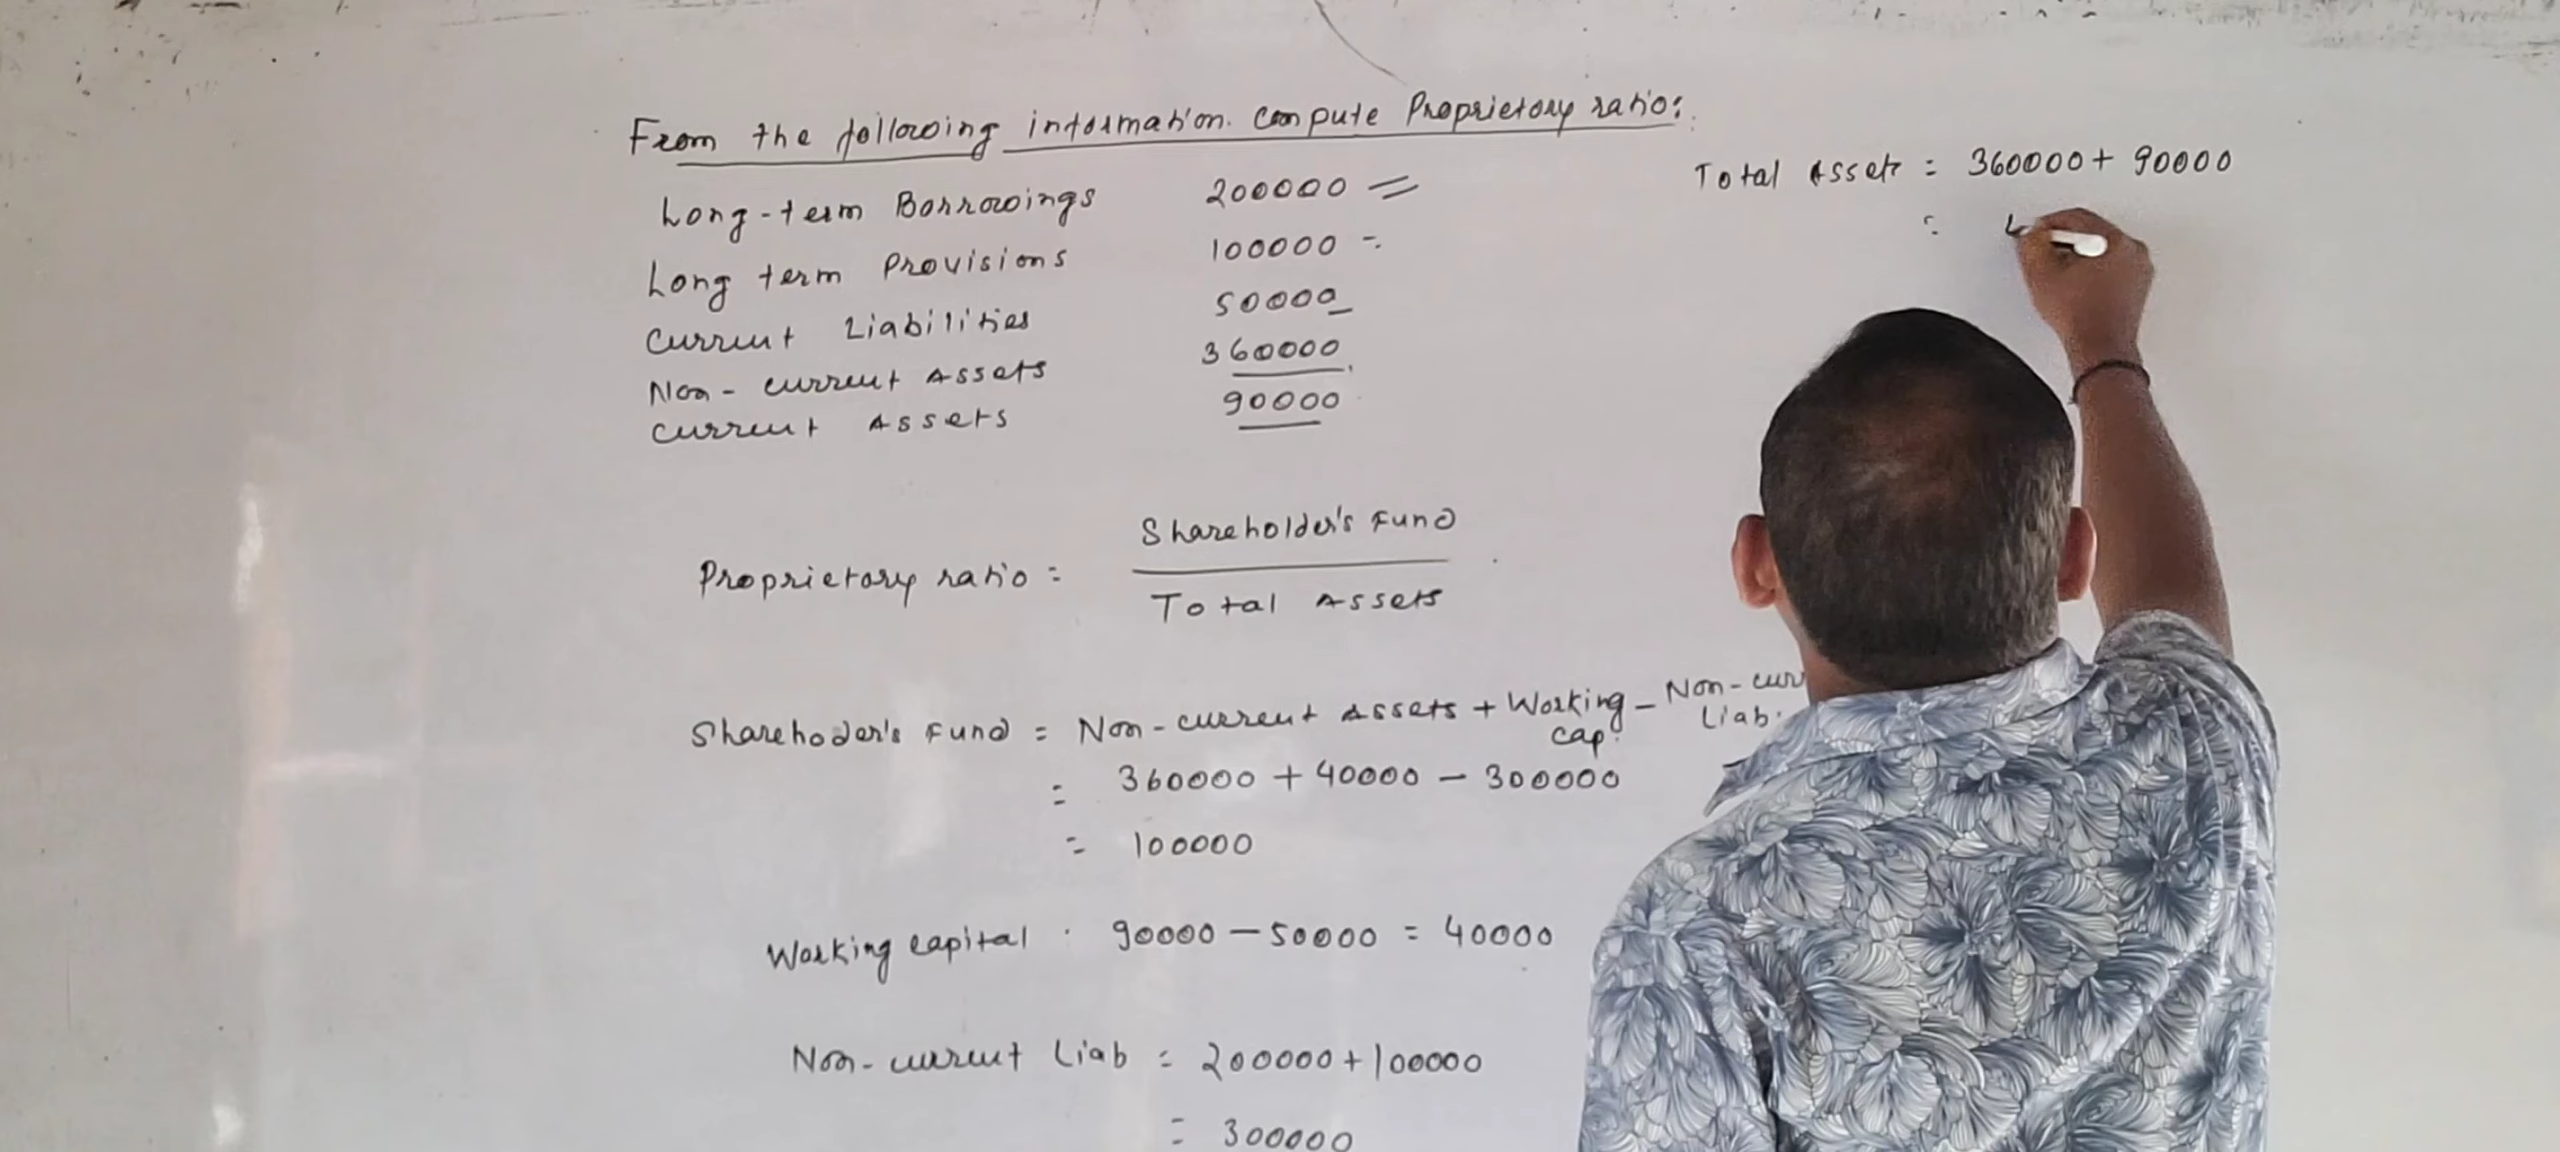 From the following information. Compute Proprietory ratio:
Long-term Borrowings 200000
Long term Provisions 100000
Current Liabilities 50000
Non-current Assets 360000
Current Assets 90000
Total Assets = 360000 + 90000
=
Proprietory ratio = Shareholder's Fund
Total Assets
Sharehoder's Fund = Non-current Assets + Working cap. - Non-curr Liab.
= 360000 + 40000 - 300000
= 100000
Working capital . 90000 - 50000 = 40000
Non-current Liab = 200000 + 100000
= 300000